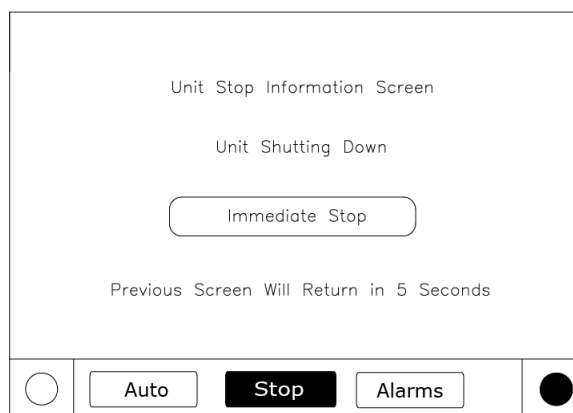 Unit Stop Information Screen
Unit Shutting Down
Immediate Stop
Previous Screen Will Return in 5 Seconds
Auto Stop Alarms